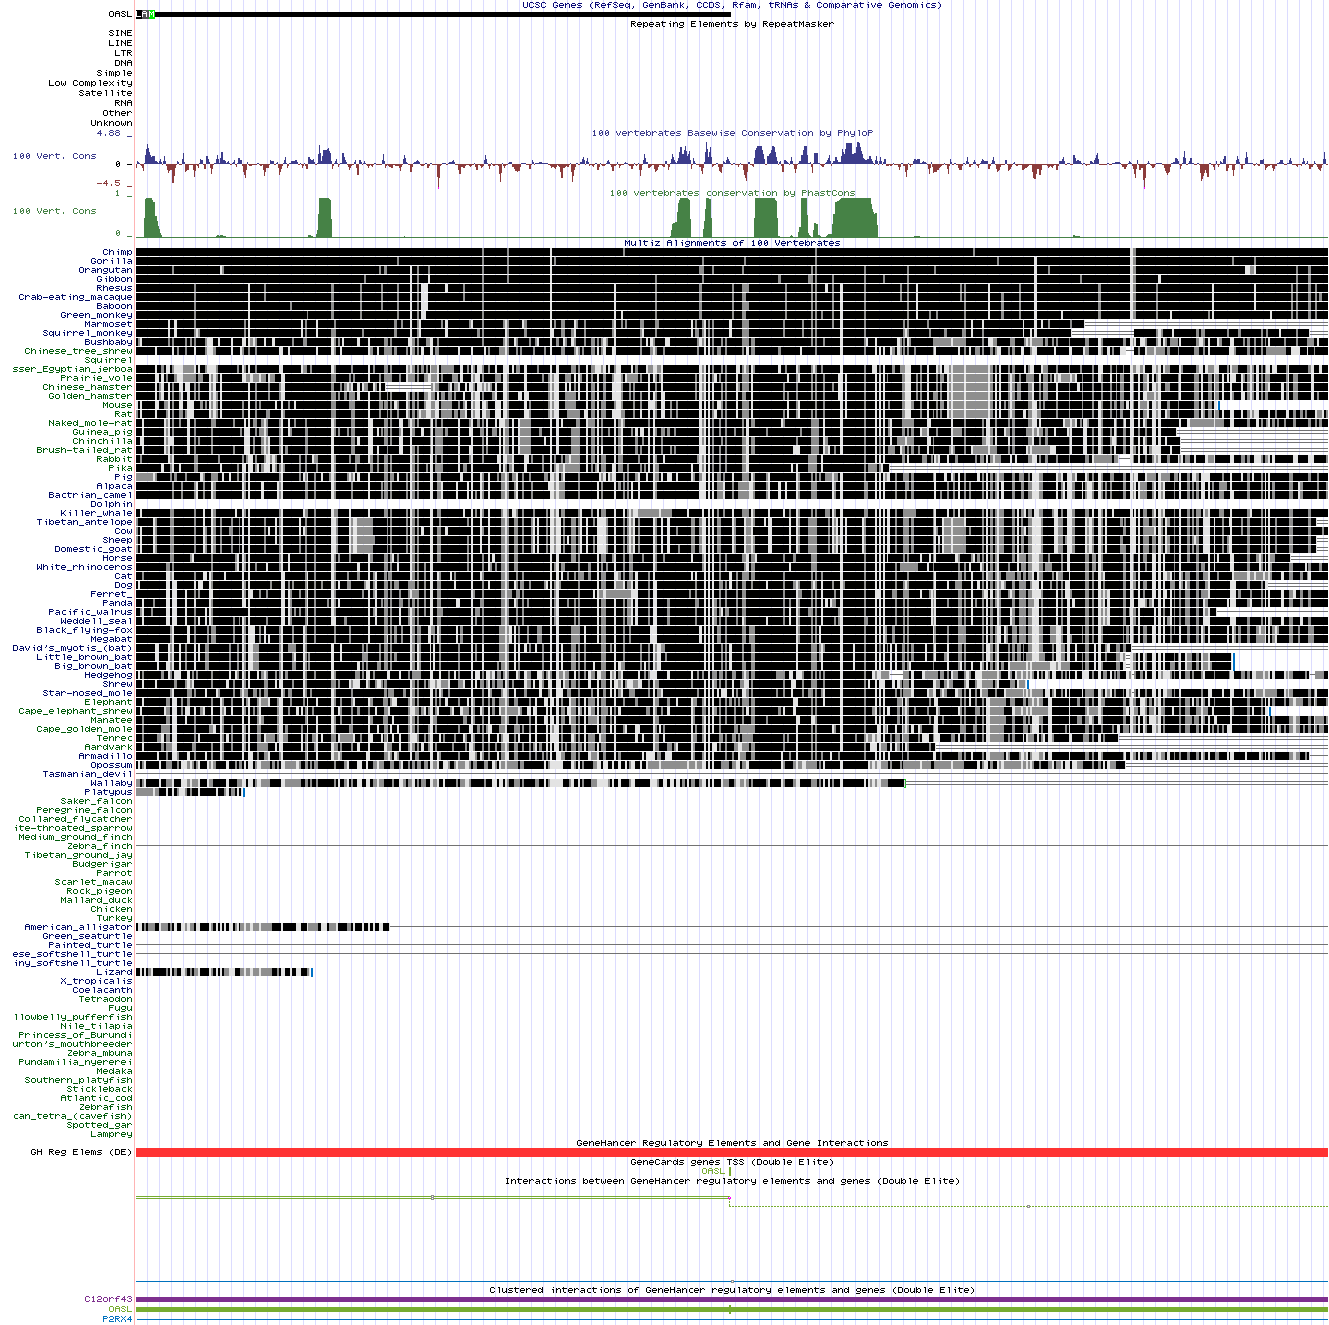 UCSC Genes (RefSeq, GenBank, CCDS, Rfam, tRNAs & Comparative Genomics)
OASL
Repeating Elements by RepeatMasker
SINE
LINE
LTR
DNA
Simple
Low Complexity
Satellite
RNA
Other
Unknown
4.88 _
100 vertebrates Basewise Conservation by PhyloP
100 Vert. Cons
0 _
-4.5 _
100 vertebrates conservation by PhastCons
1 _
100 Vert. Cons
0 _
Multiz Alignments of 100 Vertebrates
Chimp
Gorilla
Orangutan
Gibbon
Rhesus
Crab-eating_macaque
Baboon
Green_monkey
Marmoset
Squirrel_monkey
Bushbaby
Chinese_tree_shrew
Squirrel
sser_Egyptian_jerboa
Prairie_vole
Chinese_hamster
Golden_hamster
Mouse
Rat
Naked_mole-rat
Guinea_pig
Chinchilla
Brush-tailed_rat
Rabbit
Pika
Pig
Alpaca
Bactrian_camel
Dolphin
Killer_whale
Tibetan_antelope
Cow
Sheep
Domestic_goat
Horse
White_rhinoceros
Cat
Dog
Ferret_
Panda
Pacific_walrus
Weddell_seal
Black_flying-fox
Megabat
David's_myotis_(bat)
Little_brown_bat
Big_brown_bat
Hedgehog
Shrew
Star-nosed_mole
Elephant
Cape_elephant_shrew
Manatee
Cape_golden_mole
Tenrec
Aardvark
Armadillo
Opossum
Tasmanian_devil
Wallaby
Platypus
Saker_falcon
Peregrine_falcon
Collared_flycatcher
ite-throated_sparrow
Medium_ground_finch
Zebra_finch
Tibetan_ground_jay
Budgerigar
Parrot
Scarlet_macaw
Rock_pigeon
Mallard_duck
Chicken
Turkey
American_alligator
Green_seaturtle
Painted_turtle
ese_softshell_turtle
iny_softshell_turtle
Lizard
X_tropicalis
Coelacanth
Tetraodon
Fugu
llowbelly_pufferfish
Nile_tilapia
Princess_of_Burundi
urton's_mouthbreeder
Zebra_mbuna
Pundamilia_nyererei
Medaka
Southern_platyfish
Stickleback
Atlantic_cod
Zebrafish
can_tetra_(cavefish)
Spotted_gar
Lamprey
GeneHancer Regulatory Elements and Gene Interactions
GH Reg Elems (DE)
GeneCards genes TSS (Double Elite)
OASL
Interactions between GeneHancer regulatory elements and genes (Double Elite)
Clustered interactions of GeneHancer regulatory elements and genes (Double Elite)
C12orf43
OASL
P2RX4